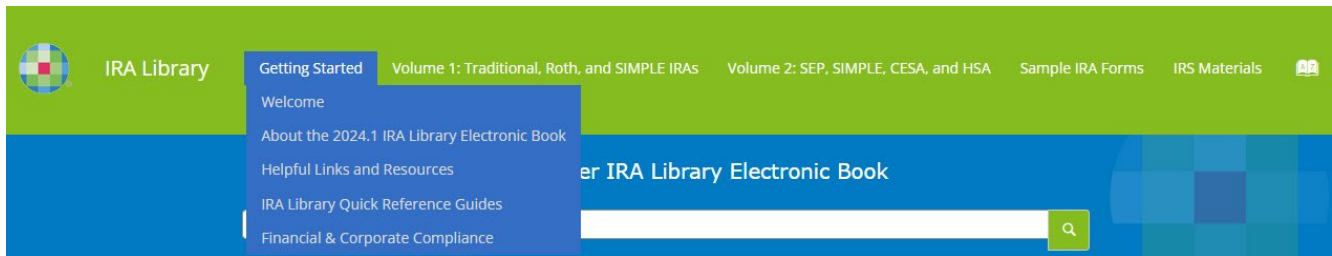 IRA Library Getting Started Volume 1: Traditional, Roth, and SIMPLE IRAs Volume 2: SEP, SIMPLE, CESA, and HSA Sample IRA Forms IRS Materials
Welcome
About the 2024.1 IRA Library Electronic Book
Helpful Links and Resources
er IRA Library Electronic Book
IRA Library Quick Reference Guides
Financial & Corporate Compliance